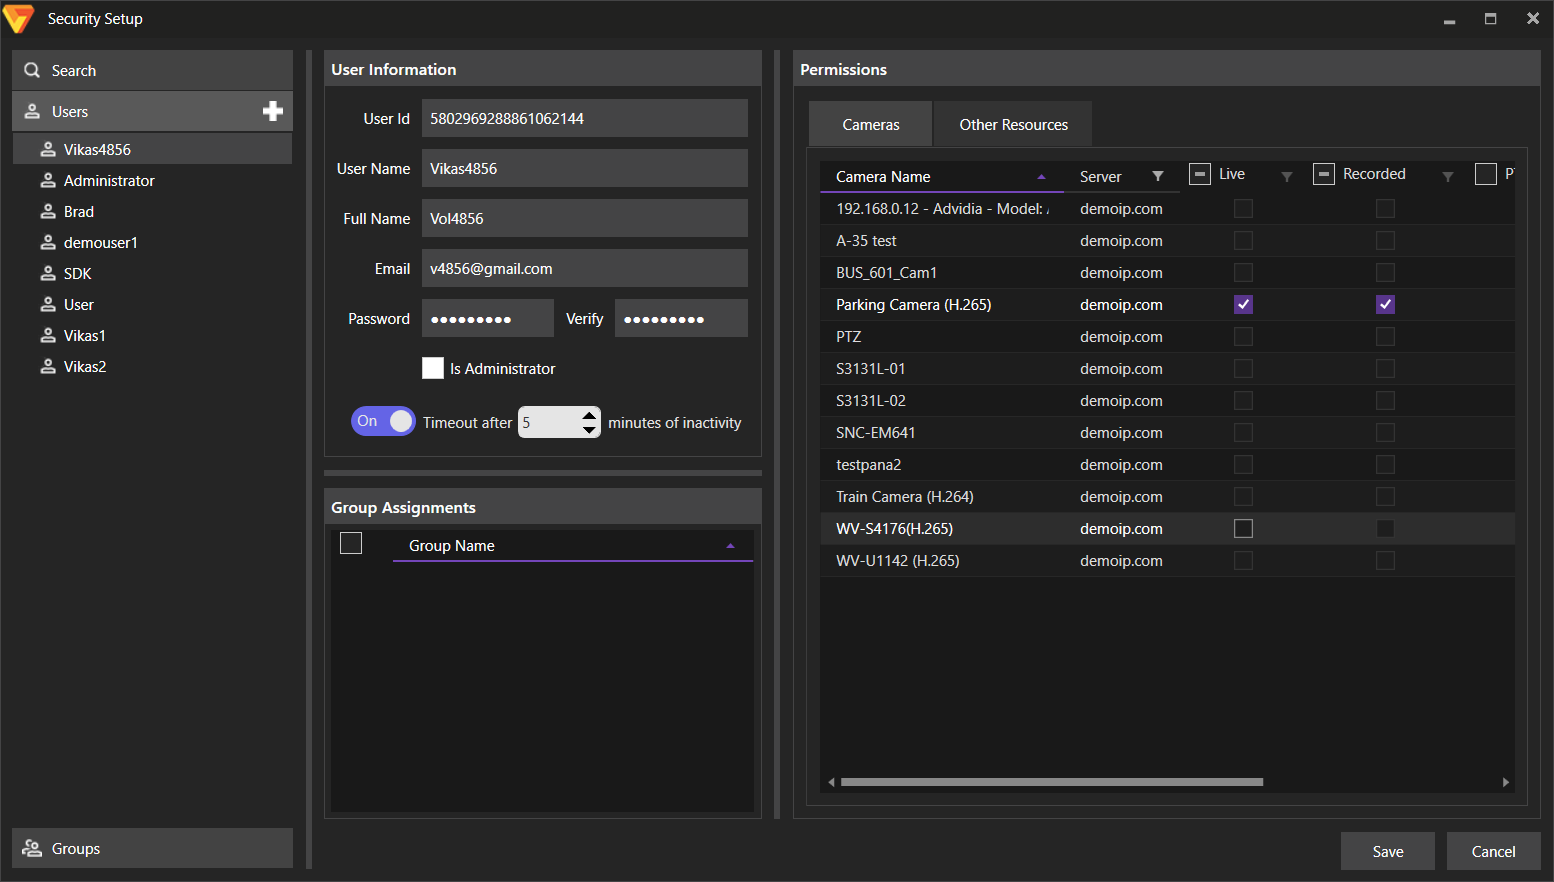 Security Setup
Search
Users
Vikas4856
Administrator
Brad
demouser1
SDK
User
Vikas1
Vikas2
Groups
User Information
User Id 5802969288861062144
User Name Vikas4856
Full Name Vol4856
Email v4856@gmail.com
Password ●●●●●●●●● Verify ●●●●●●●●●
Is Administrator
On Timeout after 5 minutes of inactivity
Group Assignments
Group Name
Permissions
Cameras Other Resources
Camera Name Server Live Recorded
192.168.0.12 - Advidia - Model: demoip.com
A-35 test demoip.com
BUS_601_Cam1 demoip.com
Parking Camera (H.265) demoip.com
PTZ demoip.com
S3131L-01 demoip.com
S3131L-02 demoip.com
SNC-EM641 demoip.com
testpana2 demoip.com
Train Camera (H.264) demoip.com
WV-S4176(H.265) demoip.com
WV-U1142 (H.265) demoip.com
Save Cancel